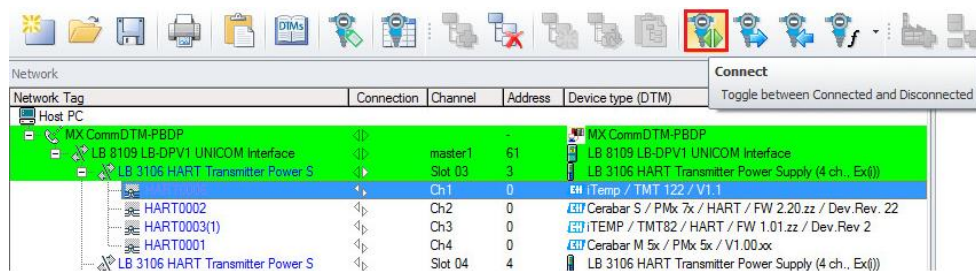 DTMs
f
Connect
Toggle between Connected and Disconnected
Network
Network Tag Connection Channel Address Device type (DTM)
Host PC
MX CommDTM-PBDP - MX CommDTM-PBDP
LB 8109 LB-DPV1 UNICOM Interface master1 61 LB 8109 LB-DPV1 UNICOM Interface
LB 3106 HART Transmitter Power S Slot 03 3 LB 3106 HART Transmitter Power Supply (4 ch., Ex(i))
Ch1 0 EH iTemp / TMT 122 / V1.1
HART0002 Ch2 0 EH Cerabar S / PMx 7x / HART / FW 2.20.zz / Dev.Rev. 22
HART0003(1) Ch3 0 EH iTEMP / TMT82 / HART / FW 1.01.zz / Dev.Rev 2
HART0001 Ch4 0 EH Cerabar M 5x / PMx 5x / V1.00.xx
LB 3106 HART Transmitter Power S Slot 04 4 LB 3106 HART Transmitter Power Supply (4 ch., Ex(i))